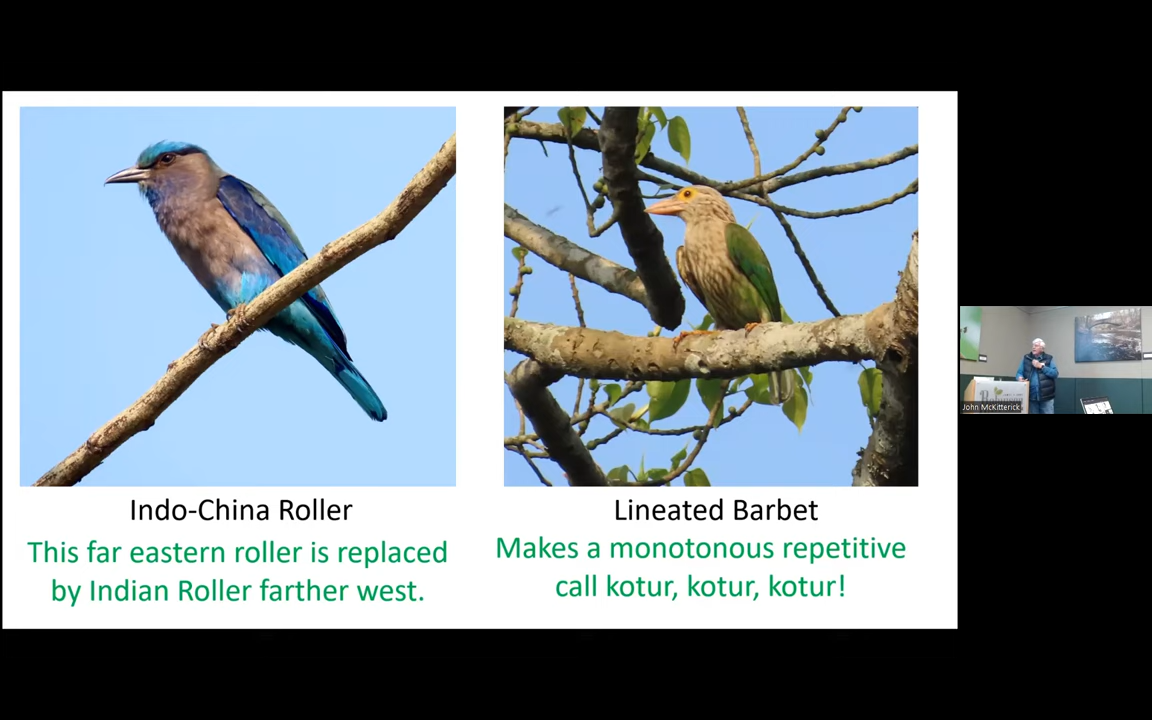 Indo-China Roller
This far eastern roller is replaced
by Indian Roller farther west.
Lineated Barbet
Makes a monotonous repetitive
call kotur, kotur, kotur!
John McKitterick